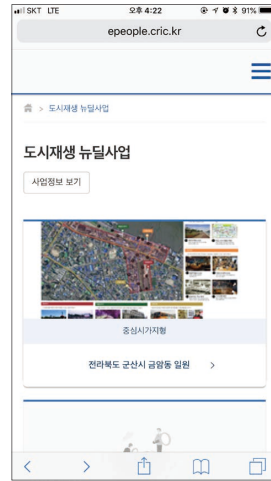 SKT LTE 오후 4:22 91%
epeople.cric.kr
> 도시재생 뉴딜사업
도시재생 뉴딜사업
사업정보 보기
중심시가지형
전라북도 군산시 금암동 일원 >